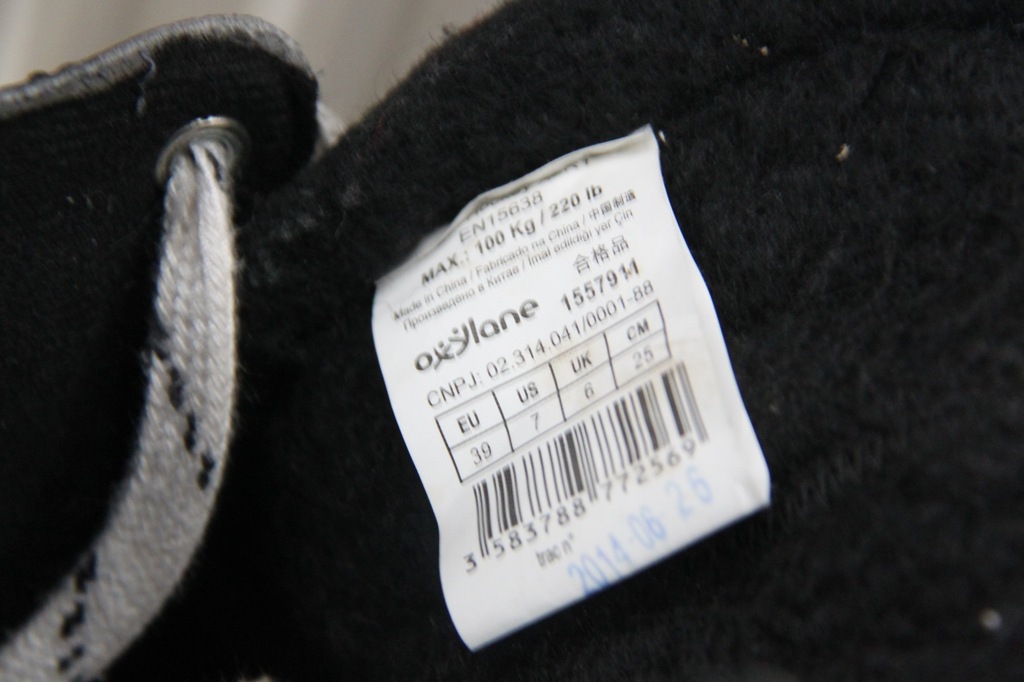 EN15638
MAX.: 100 Kg / 220 lb
Made in China / Fabricado na China / 中国制造
Произведено в Китае / Imal edildiği yer Çin
合格品
oxylane 1557914
CNPJ: 02.314.041/0001-88
EU US UK CM
39 7 6 25
3 583788 772569
trac n°
2014-06 26